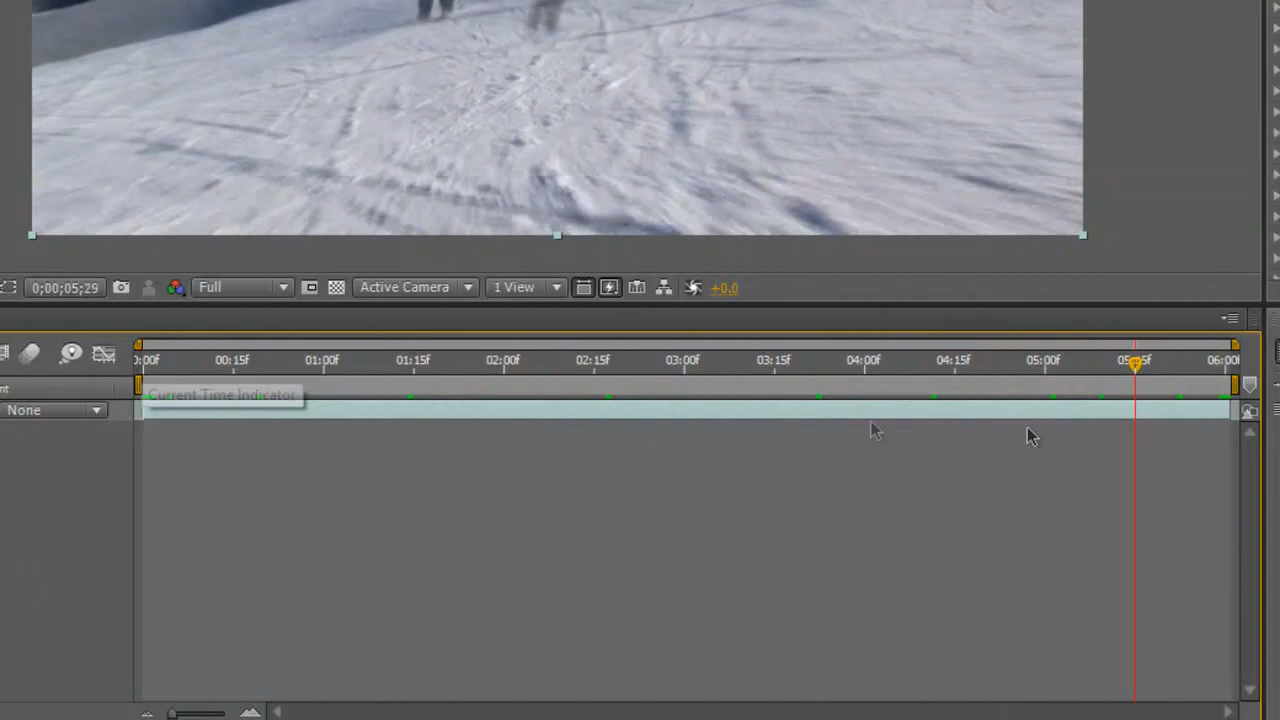 0;00;05;29 Full Active Camera 1 View +0.0
0:00f 00:15f 01:00f 01:15f 02:00f 02:15f 03:00f 03:15f 04:00f 04:15f 05:00f 05:15f 06:00f
nt
Current Time Indicator
None